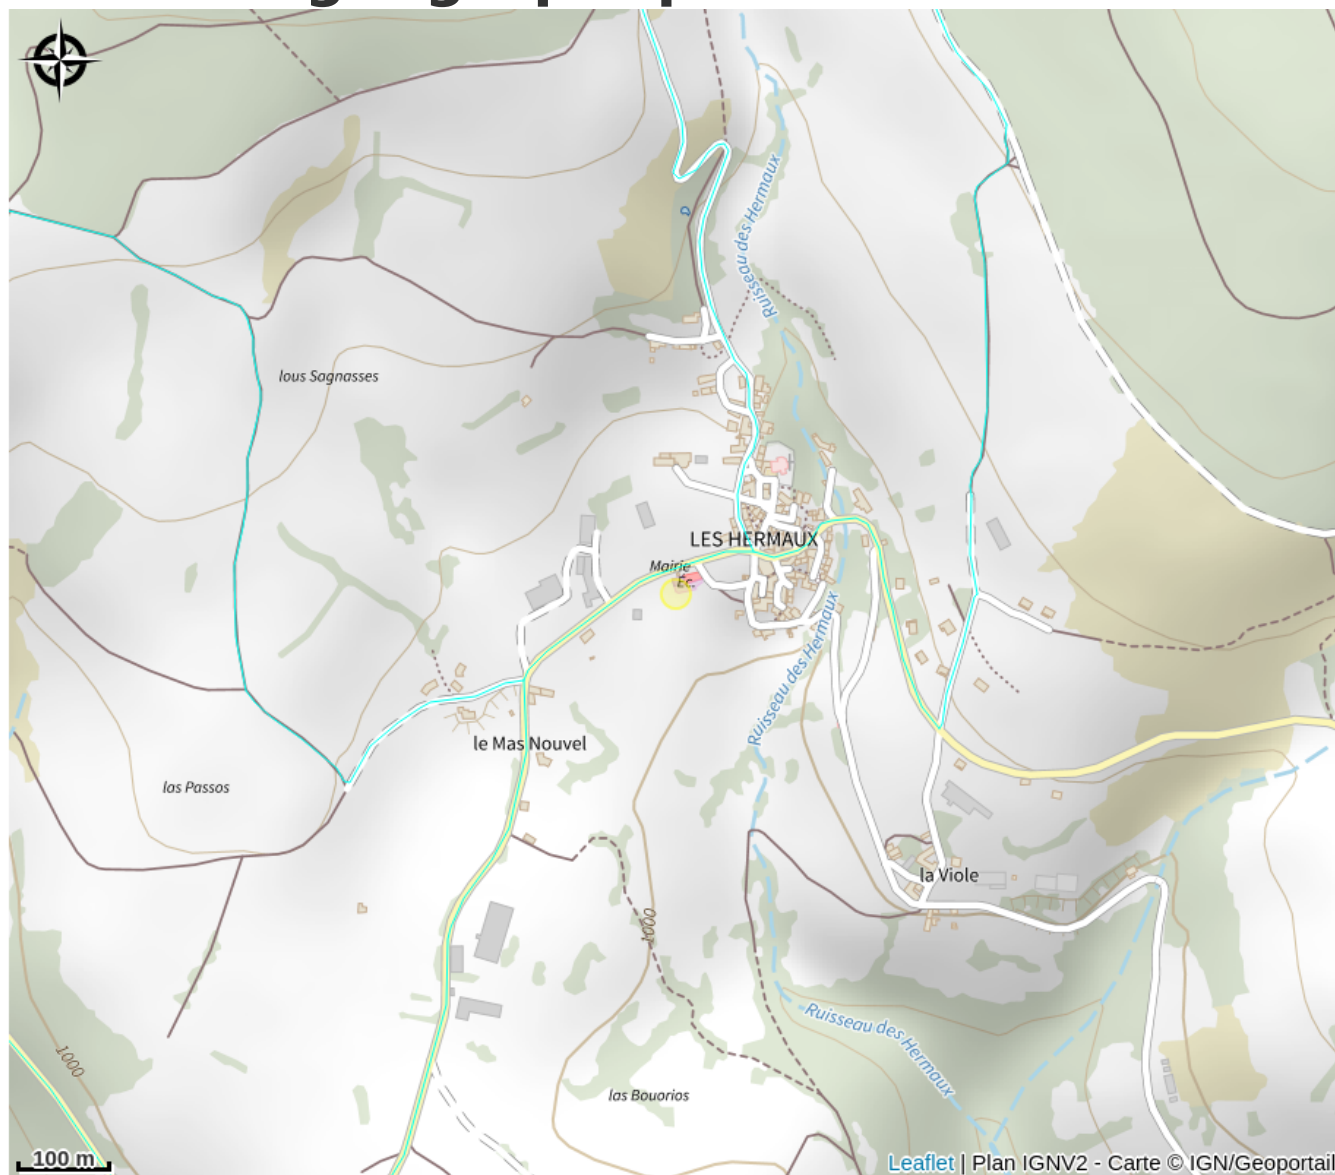 Ruisseau des Hermaux
lous Sagnasses
LES HERMAUX
Mairie
Éc.
Ruisseau des Hermaux
le Mas Nouvel
las Passos
la Viole
1000
Ruisseau des Hermaux
1000
las Bouorios
100 m
Leaflet | Plan IGNV2 - Carte © IGN/Geoportail